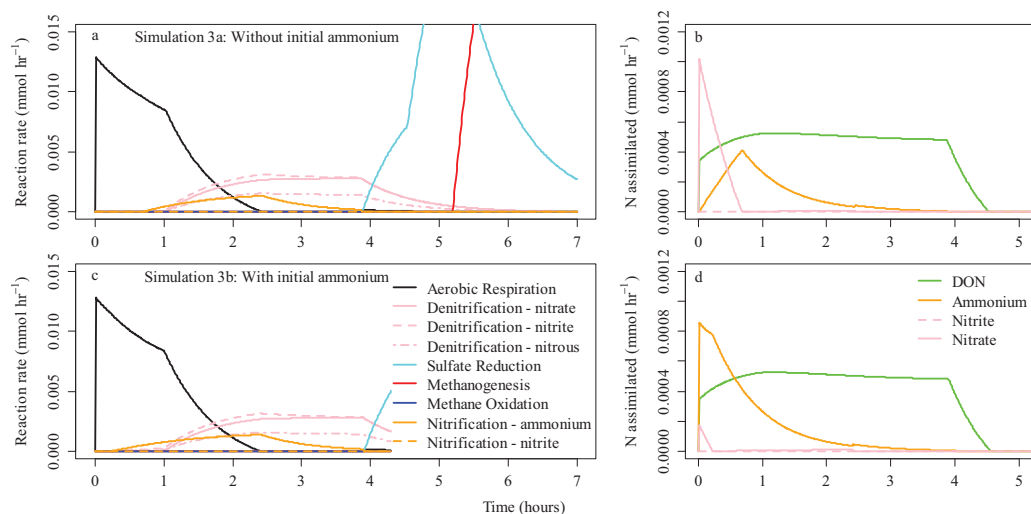 a Simulation 3a: Without initial ammonium
Reaction rate (mmol hr⁻¹)
0.000 0.005 0.010 0.015
0 1 2 3 4 5 6 7
b
N assimilated (mmol hr⁻¹)
0.0000 0.0004 0.0008 0.0012
0 1 2 3 4 5
c Simulation 3b: With initial ammonium
Reaction rate (mmol hr⁻¹)
0.000 0.005 0.010 0.015
Aerobic Respiration
Denitrification - nitrate
Denitrification - nitrite
Denitrification - nitrous
Sulfate Reduction
Methanogenesis
Methane Oxidation
Nitrification - ammonium
Nitrification - nitrite
0 1 2 3 4 5 6 7
d
N assimilated (mmol hr⁻¹)
0.0000 0.0004 0.0008 0.0012
DON
Ammonium
Nitrite
Nitrate
0 1 2 3 4 5
Time (hours)